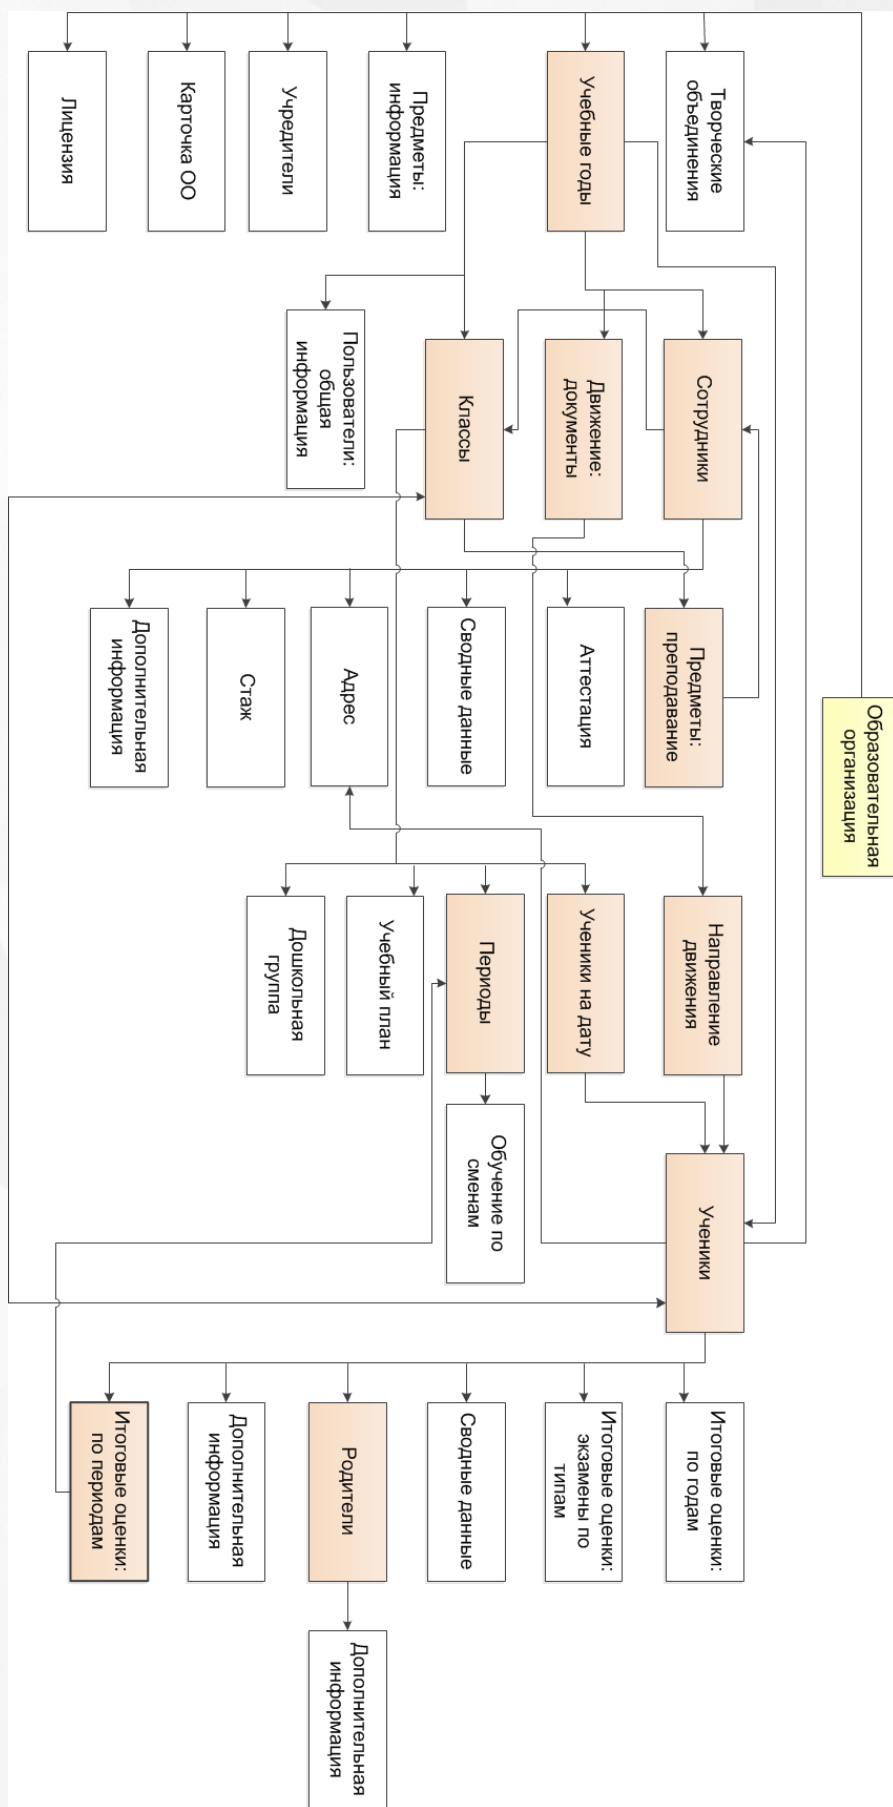 Образовательная
организация
Творческие
объединения
Учебные годы
Предметы:
информация
Учредители
Карточка ОО
Лицензия
Сотрудники
Движение:
документы
Классы
Пользователи:
общая
информация
Предметы:
преподавание
Аттестация
Сводные данные
Адрес
Стаж
Дополнительная
информация
Направление
движения
Ученики на дату
Периоды
Учебный план
Дошкольная
группа
Ученики
Обучение по
сменам
Итоговые оценки:
по годам
Итоговые оценки:
экзамены по
типам
Сводные данные
Родители
Дополнительная
информация
Итоговые оценки:
по периодам
Дополнительная
информация